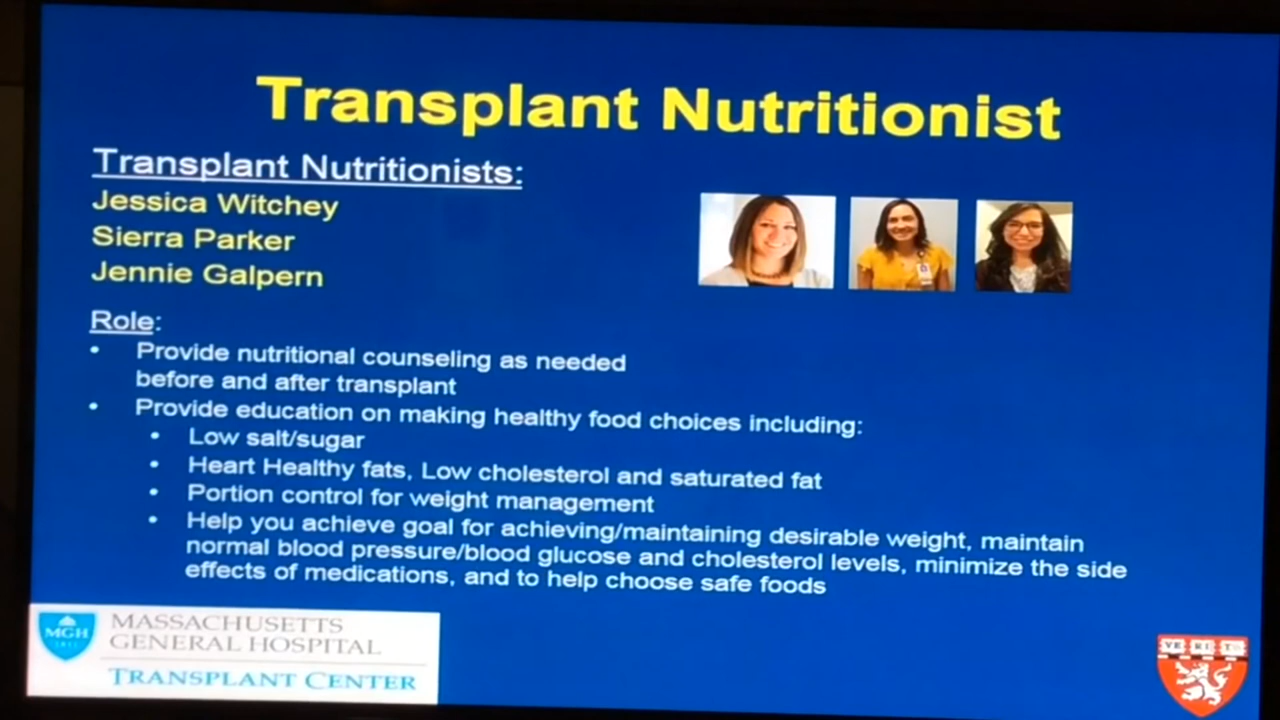 Transplant Nutritionist
Transplant Nutritionists:
Jessica Witchey
Sierra Parker
Jennie Galpern
Role:
• Provide nutritional counseling as needed
before and after transplant
• Provide education on making healthy food choices including:
• Low salt/sugar
• Heart Healthy fats, Low cholesterol and saturated fat
• Portion control for weight management
• Help you achieve goal for achieving/maintaining desirable weight, maintain
normal blood pressure/blood glucose and cholesterol levels, minimize the side
effects of medications, and to help choose safe foods
MGH
MASSACHUSETTS
GENERAL HOSPITAL
TRANSPLANT CENTER
VE RI